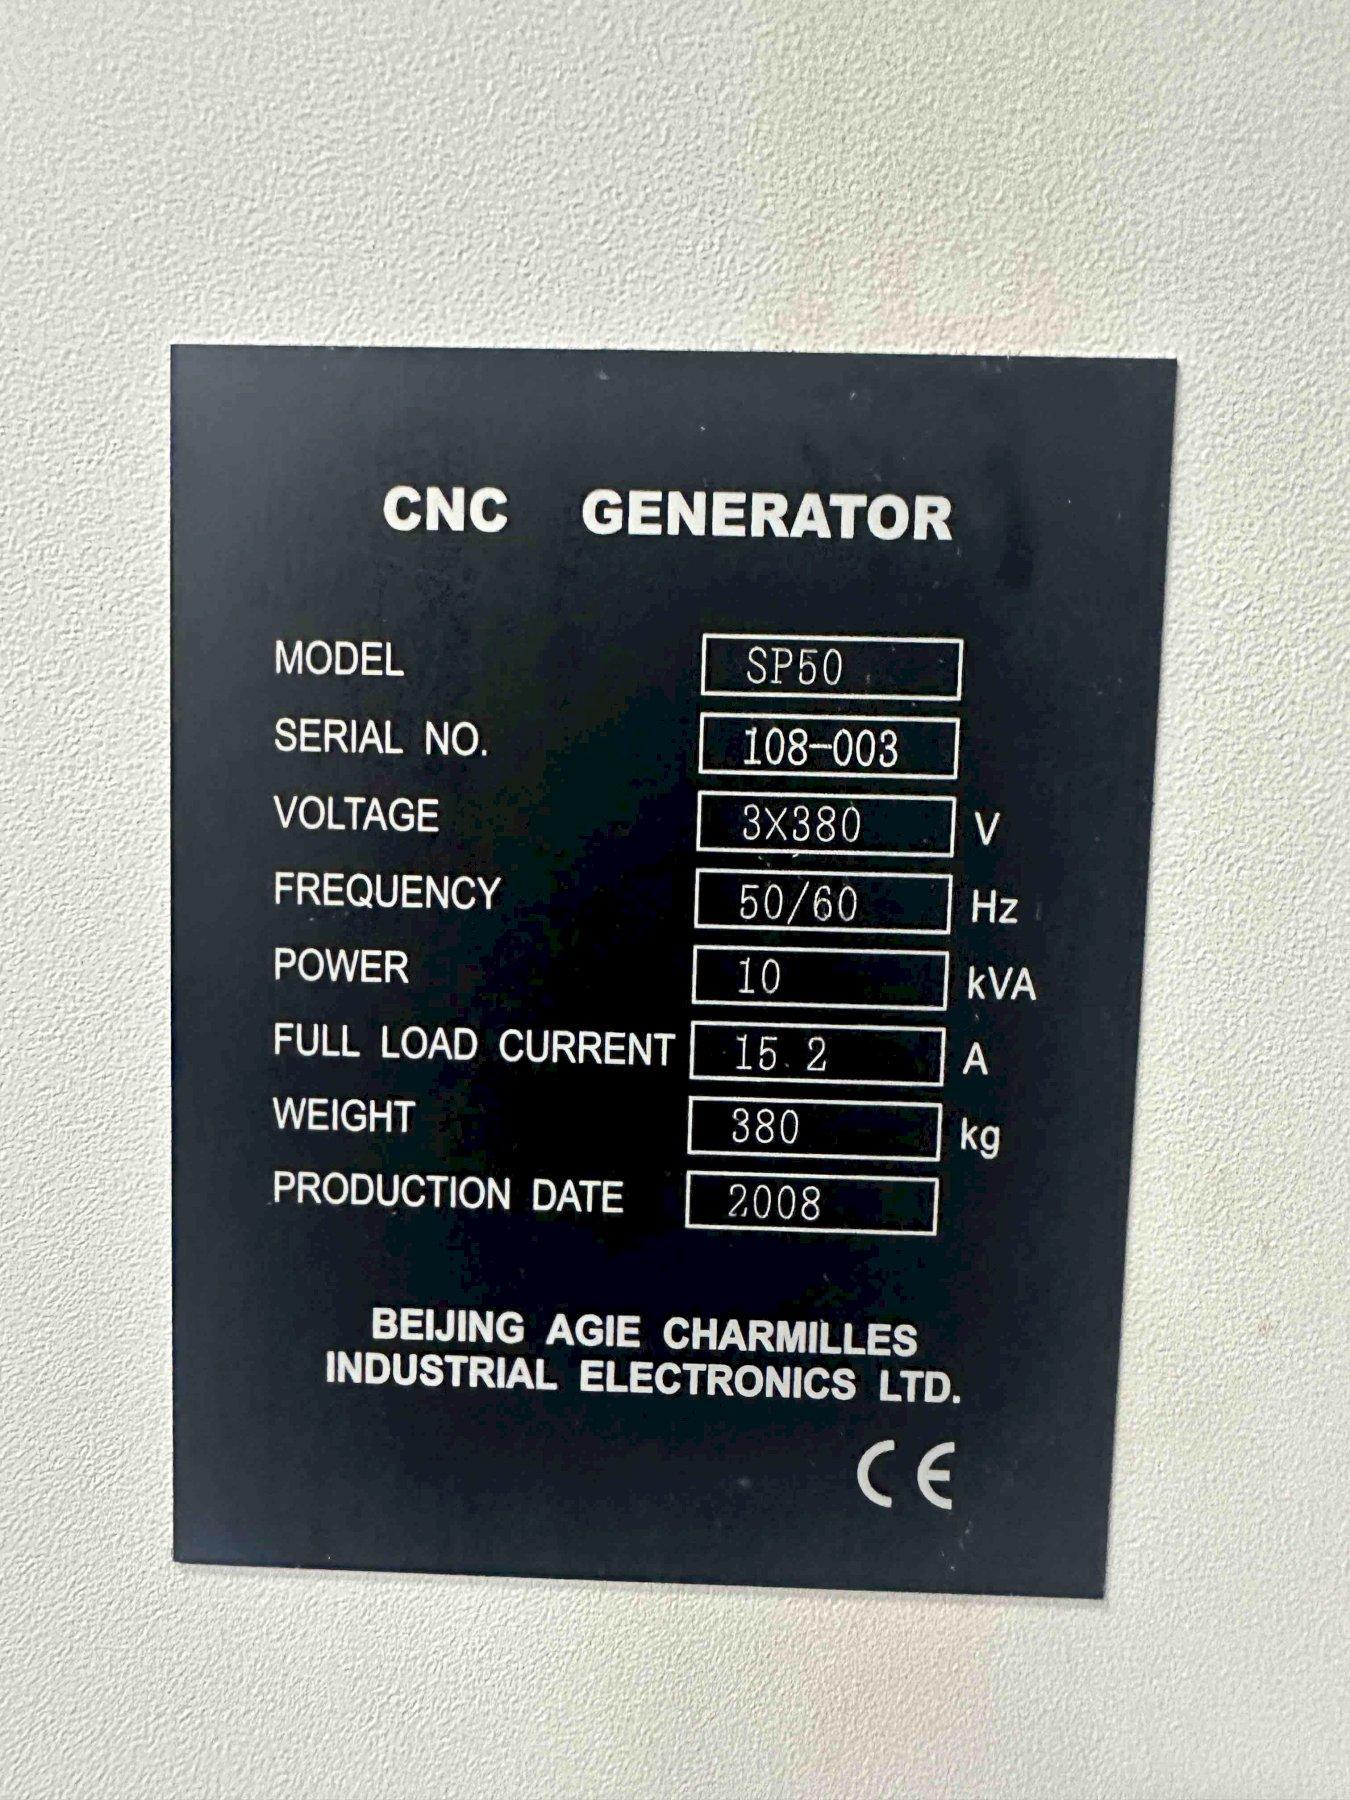 CNC GENERATOR
MODEL SP50
SERIAL NO. 108-003
VOLTAGE 3X380 V
FREQUENCY 50/60 Hz
POWER 10 kVA
FULL LOAD CURRENT 15.2 A
WEIGHT 380 kg
PRODUCTION DATE 2008
BEIJING AGIE CHARMILLES
INDUSTRIAL ELECTRONICS LTD.
CE